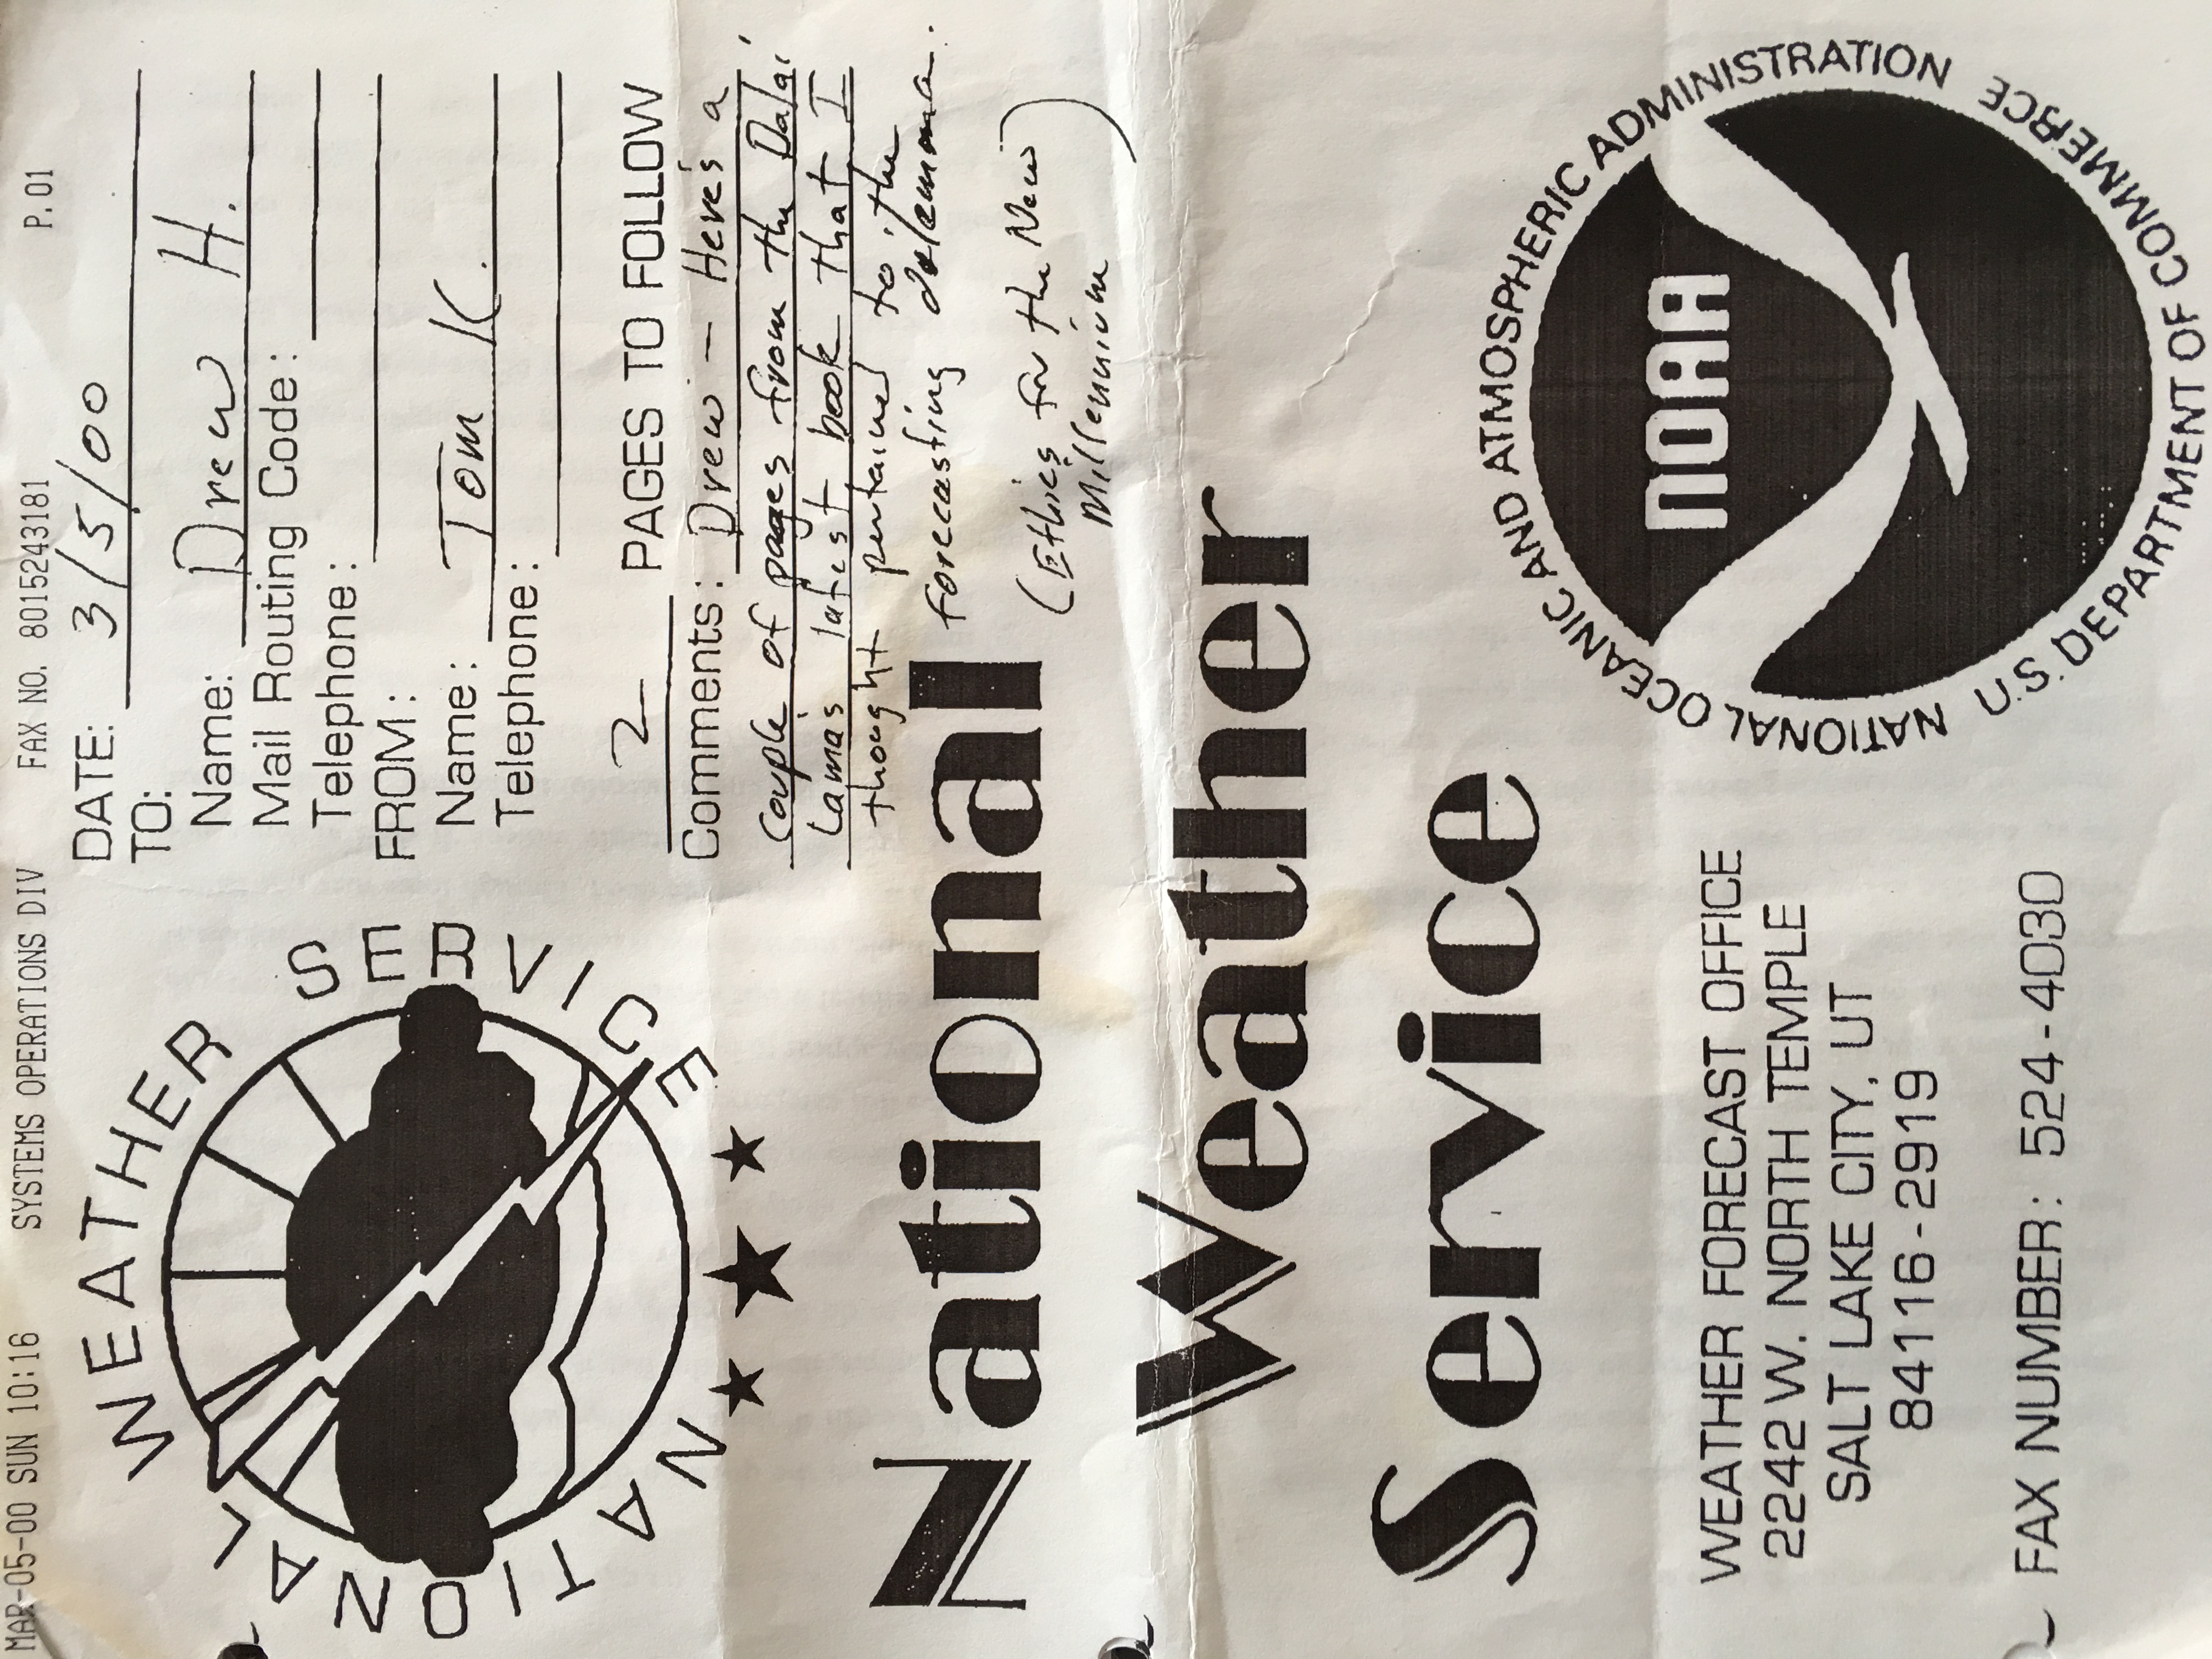 MAR-05-00 SUN 10:16 SYSTEMS OPERATIONS DIV FAX NO. 8015243181 P.01
NATIONAL WEATHER SERVICE
DATE: 3/5/00
TO:
Name: Drew H.
Mail Routing Code:
Telephone:
FROM:
Name: Tom K.
Telephone:
2 PAGES TO FOLLOW
Comments: Drew - Here's a
couple of pages from the Dalai
Lama's latest book that I
thought pertained to the
forecasting dilemma.
(Ethics for the New
Millennium)
National
Weather
Service
WEATHER FORECAST OFFICE
2242 W. NORTH TEMPLE
SALT LAKE CITY, UT
84116-2919
FAX NUMBER: 524-4030
NATIONAL OCEANIC AND ATMOSPHERIC ADMINISTRATION
NOAA
U.S. DEPARTMENT OF COMMERCE